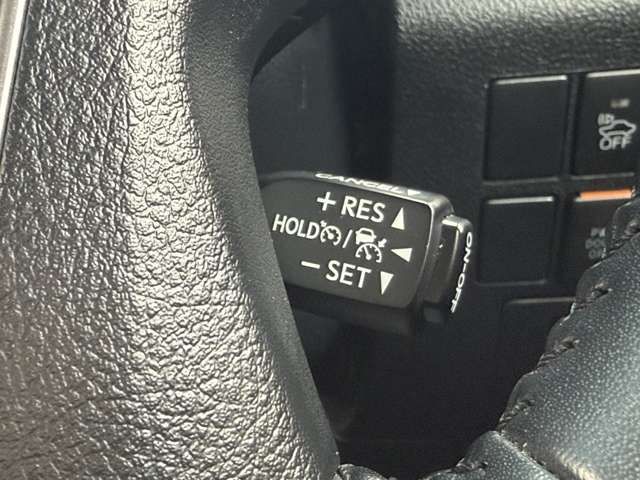 CANCEL
+ RES
HOLD /
− SET
ON-OFF
OFF